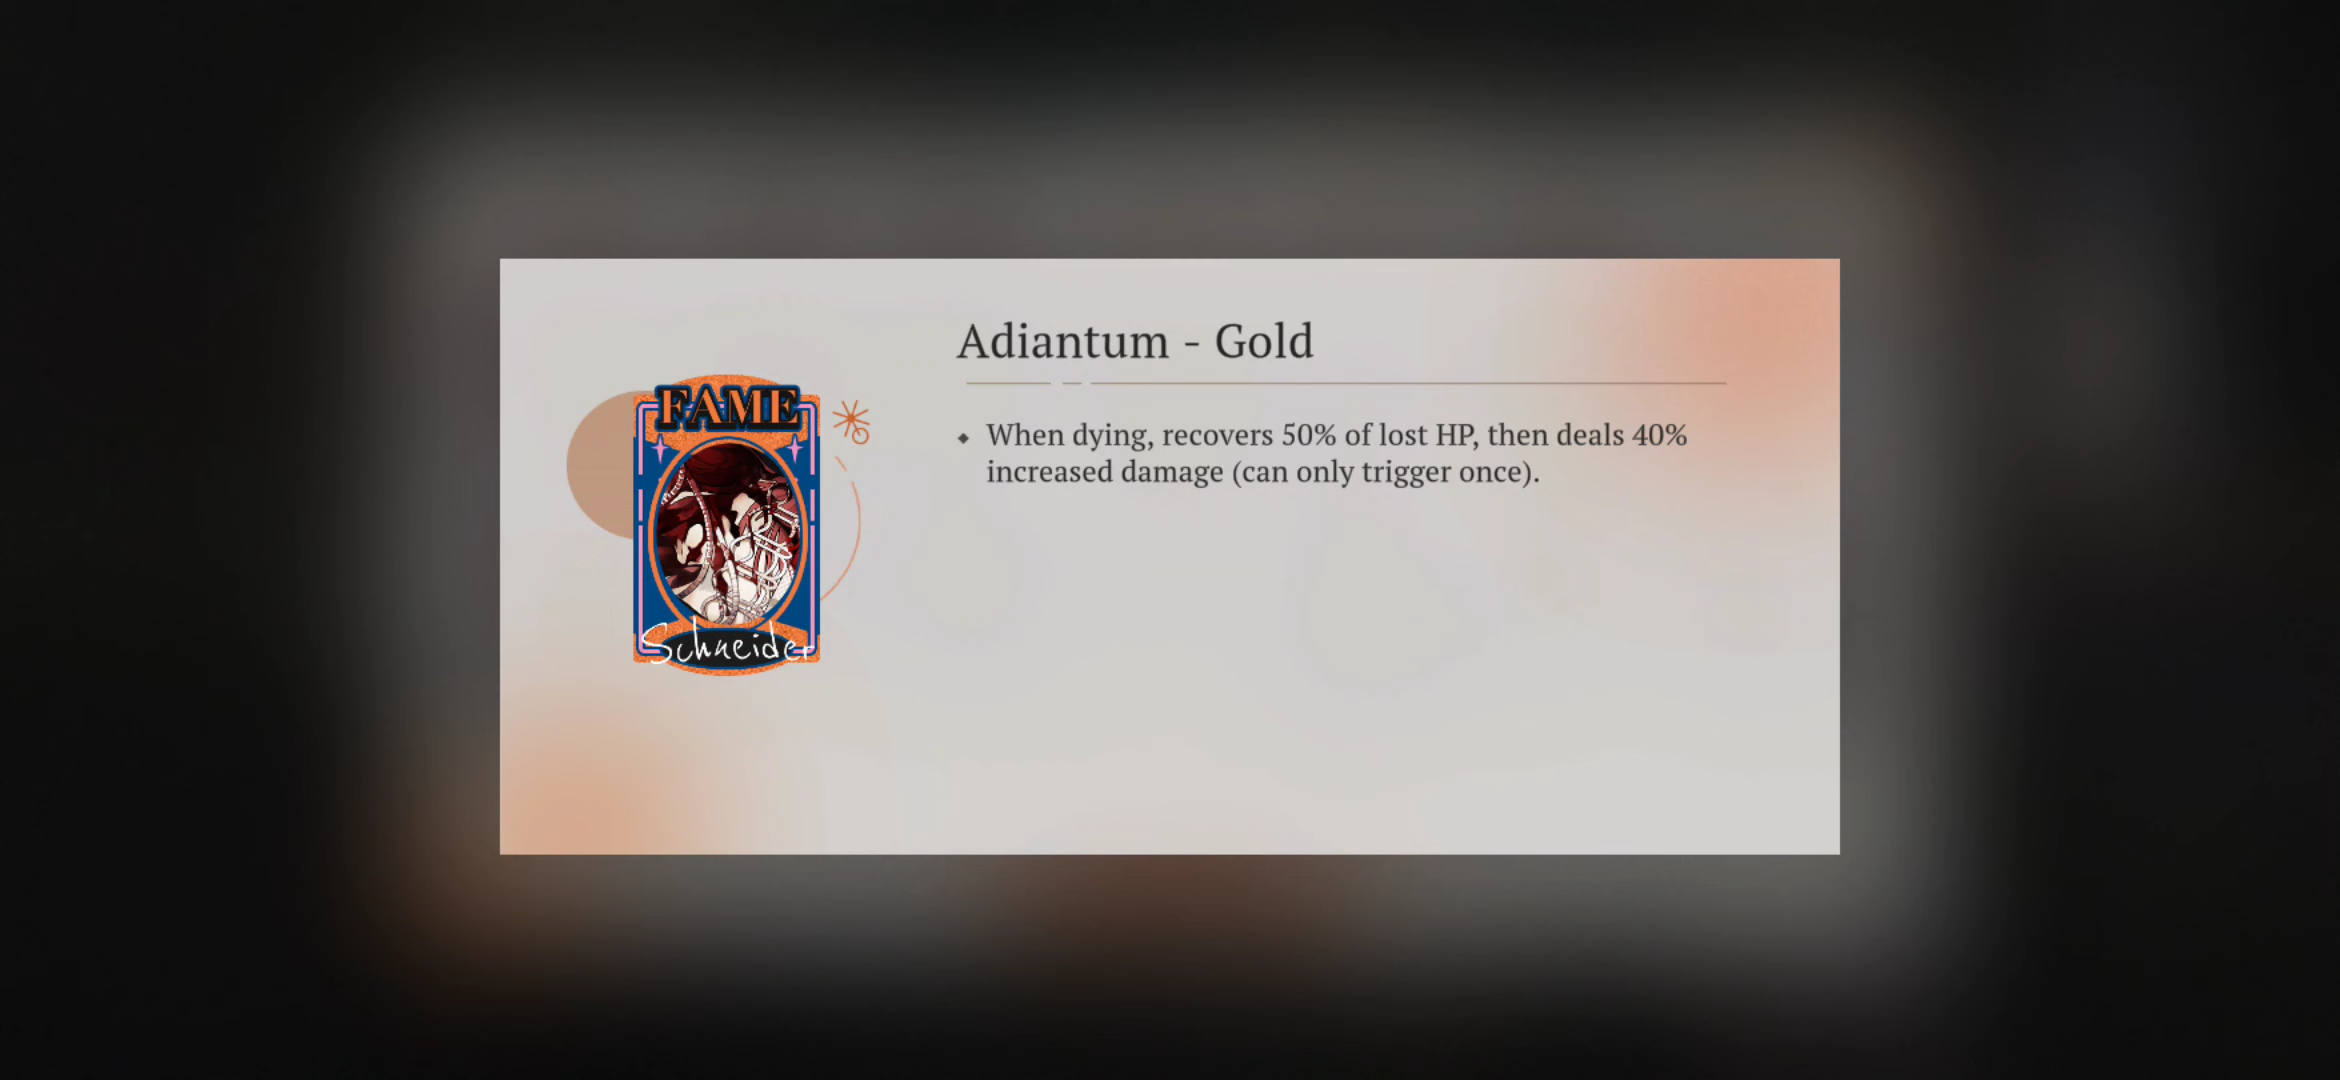 Adiantum - Gold
FAME
When dying, recovers 50% of lost HP, then deals 40%
increased damage (can only trigger once).
Schneider